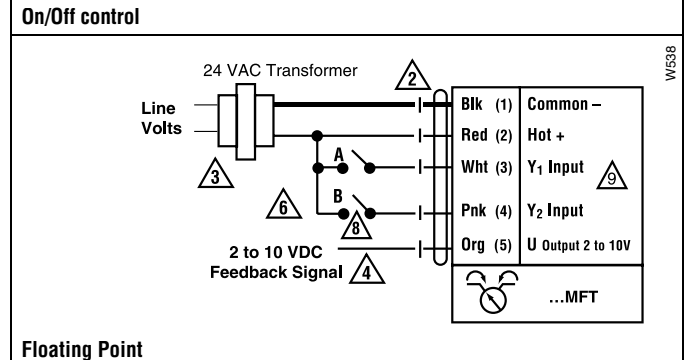 On/Off control
W538
24 VAC Transformer
2
Line
Volts
Blk (1) Common –
Red (2) Hot +
3
A
Wht (3) Y1 Input
9
6
B
8
Pnk (4) Y2 Input
2 to 10 VDC
Feedback Signal
4
Org (5) U Output 2 to 10V
...MFT
Floating Point